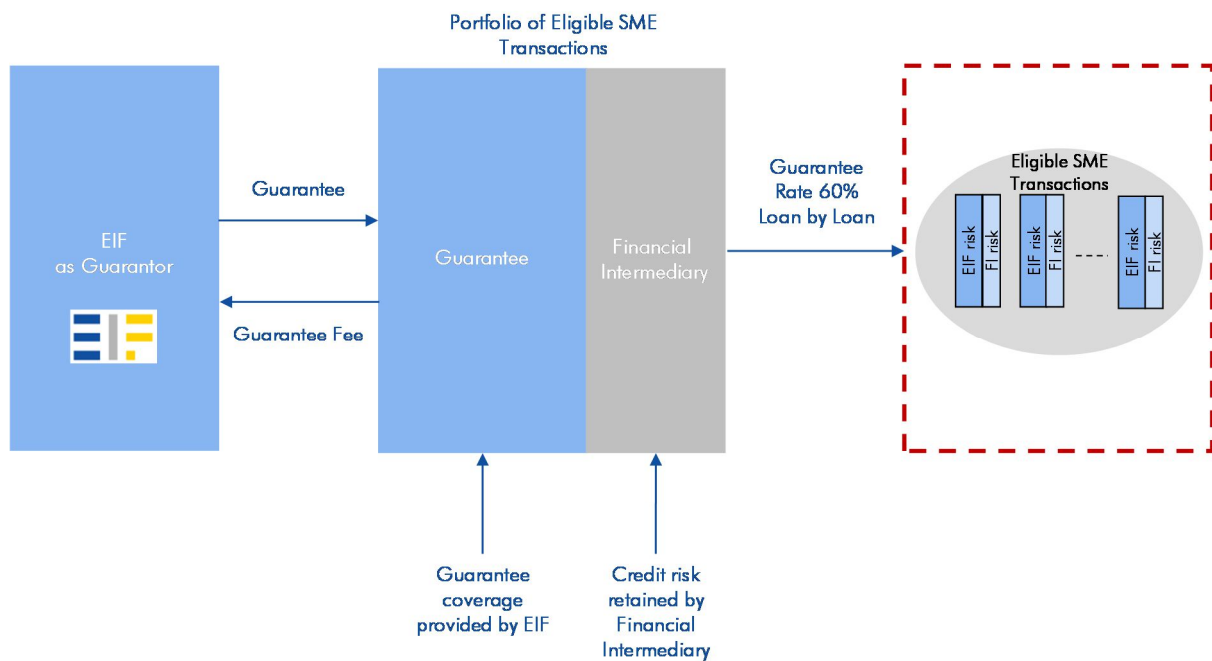 Portfolio of Eligible SME
Transactions
EIF
as Guarantor
Guarantee
Guarantee Fee
Guarantee
Financial
Intermediary
Guarantee
Rate 60%
Loan by Loan
Eligible SME
Transactions
EIF risk
FI risk
EIF risk
FI risk
EIF risk
FI risk
Guarantee
coverage
provided by EIF
Credit risk
retained by
Financial
Intermediary